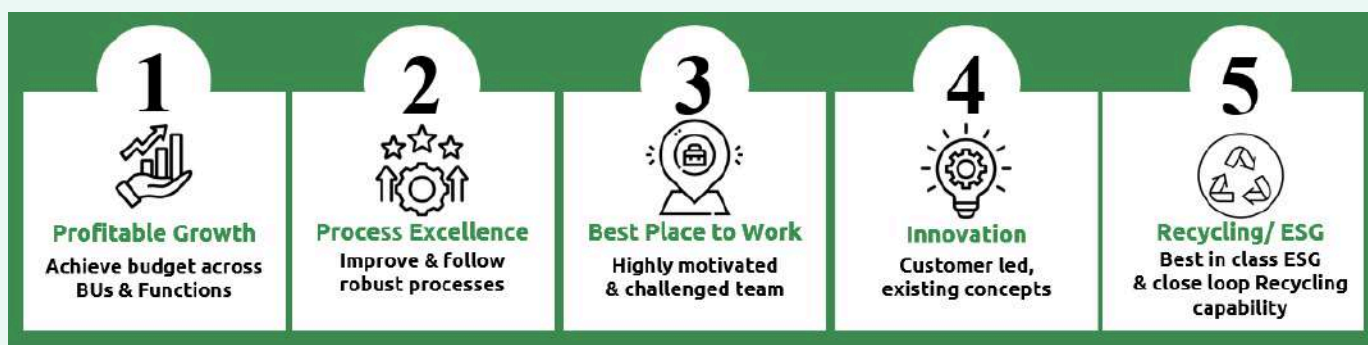 1
Profitable Growth
Achieve budget across
BUs & Functions
2
Process Excellence
Improve & follow
robust processes
3
Best Place to Work
Highly motivated
& challenged team
4
Innovation
Customer led,
existing concepts
5
Recycling/ ESG
Best in class ESG
& close loop Recycling
capability